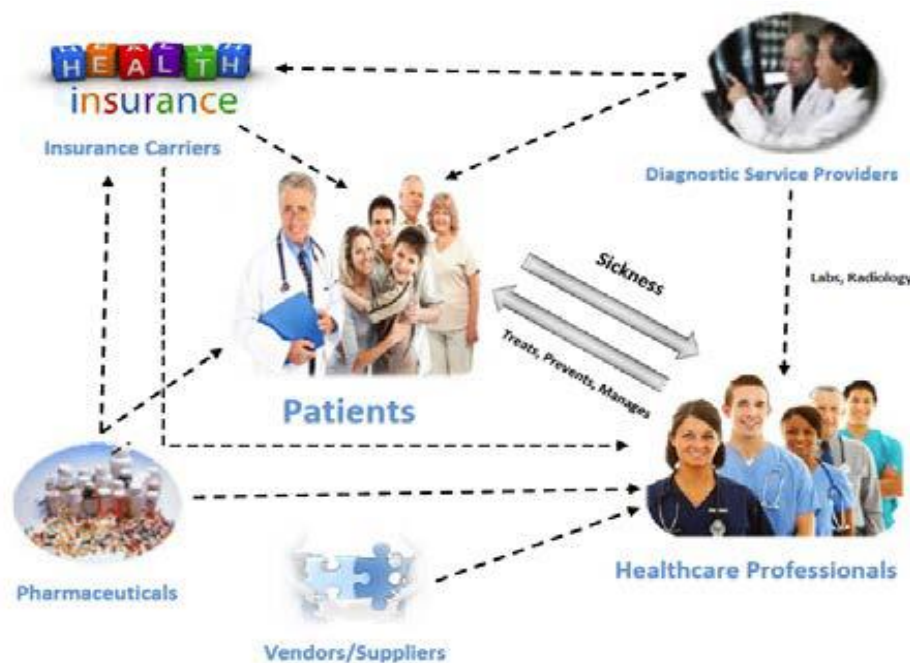 HEALTH
HEALTH
insurance
Insurance Carriers
Diagnostic Service Providers
Sickness
Labs, Radiology
Treats, Prevents, Manages
Patients
Pharmaceuticals
Healthcare Professionals
Vendors/Suppliers